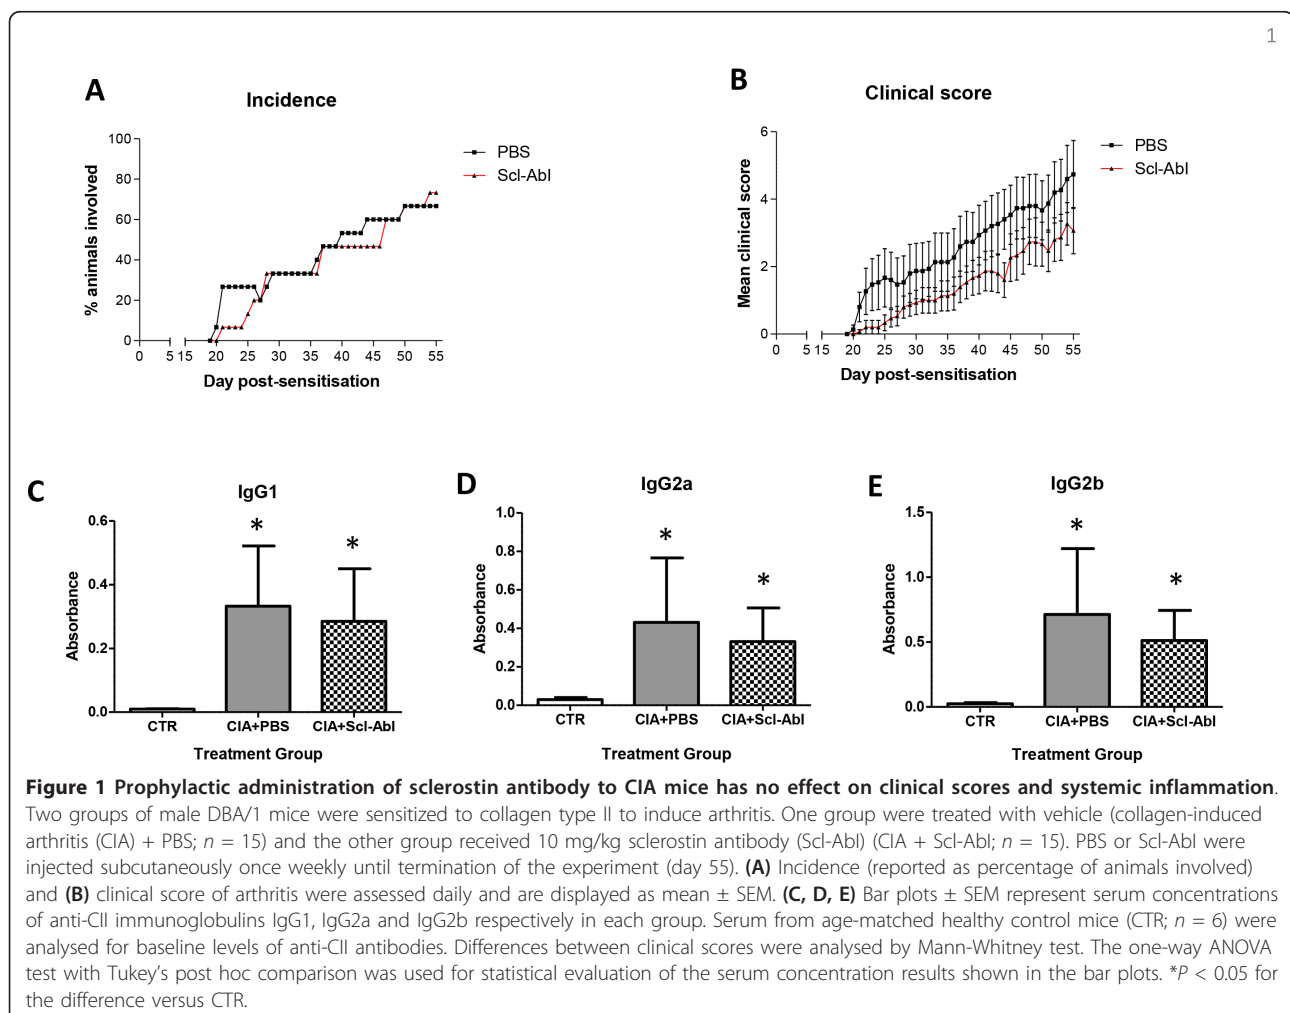 1
A
Incidence
100
80
60
40
20
0
% animals involved
0 5 15 20 25 30 35 40 45 50 55
Day post-sensitisation
PBS
Scl-AbI
B
Clinical score
6
4
2
0
Mean clinical score
0 5 15 20 25 30 35 40 45 50 55
Day post-sensitisation
PBS
Scl-AbI
C
IgG1
0.6
0.4
0.2
0.0
Absorbance
* *
CTR CIA+PBS CIA+Scl-AbI
Treatment Group
D
IgG2a
1.0
0.8
0.6
0.4
0.2
0.0
Absorbance
* *
CTR CIA+PBS CIA+Scl-AbI
Treatment Group
E
IgG2b
1.5
1.0
0.5
0.0
Absorbance
* *
CTR CIA+PBS CIA+Scl-AbI
Treatment Group
Figure 1 Prophylactic administration of sclerostin antibody to CIA mice has no effect on clinical scores and systemic inflammation.
Two groups of male DBA/1 mice were sensitized to collagen type II to induce arthritis. One group were treated with vehicle (collagen-induced
arthritis (CIA) + PBS; n = 15) and the other group received 10 mg/kg sclerostin antibody (Scl-AbI) (CIA + Scl-AbI; n = 15). PBS or Scl-AbI were
injected subcutaneously once weekly until termination of the experiment (day 55). (A) Incidence (reported as percentage of animals involved)
and (B) clinical score of arthritis were assessed daily and are displayed as mean ± SEM. (C, D, E) Bar plots ± SEM represent serum concentrations
of anti-CII immunoglobulins IgG1, IgG2a and IgG2b respectively in each group. Serum from age-matched healthy control mice (CTR; n = 6) were
analysed for baseline levels of anti-CII antibodies. Differences between clinical scores were analysed by Mann-Whitney test. The one-way ANOVA
test with Tukey's post hoc comparison was used for statistical evaluation of the serum concentration results shown in the bar plots. *P < 0.05 for
the difference versus CTR.